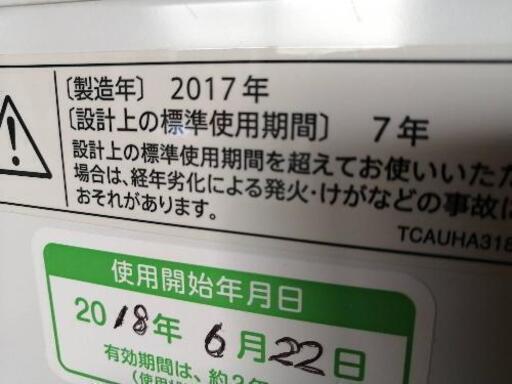 〔製造年〕 2017年
〔設計上の標準使用期間〕 7年
設計上の標準使用期間を超えてお使いいただ
場合は、経年劣化による発火・けがなどの事故に
おそれがあります。
TCAUHA318
使用開始年月日
2018年 6月22日
有効期間は、約3年